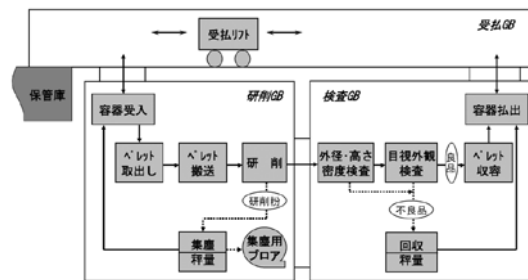 受払GB
受払ﾘﾌﾄ
保管庫
研削GB
検査GB
容器受入
容器払出
ﾍﾟﾚｯﾄ
取出し
ﾍﾟﾚｯﾄ
搬送
研 削
外径・高さ
密度検査
目視外観
検査
良品
ﾍﾟﾚｯﾄ
収容
研削粉
不良品
集塵
秤量
集塵用
ブロア
回収
秤量